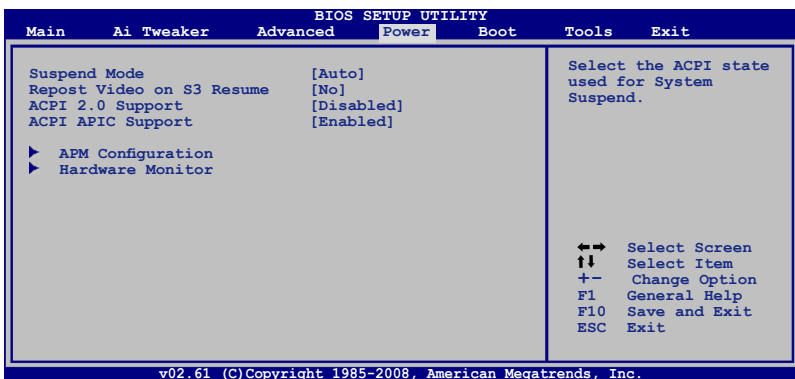 BIOS SETUP UTILITY
Main Ai Tweaker Advanced Power Boot Tools Exit
Suspend Mode [Auto]
Repost Video on S3 Resume [No]
ACPI 2.0 Support [Disabled]
ACPI APIC Support [Enabled]
APM Configuration
Hardware Monitor
Select the ACPI state
used for System
Suspend.
←→ Select Screen
↑↓ Select Item
+- Change Option
F1 General Help
F10 Save and Exit
ESC Exit
v02.61 (C)Copyright 1985-2008, American Megatrends, Inc.